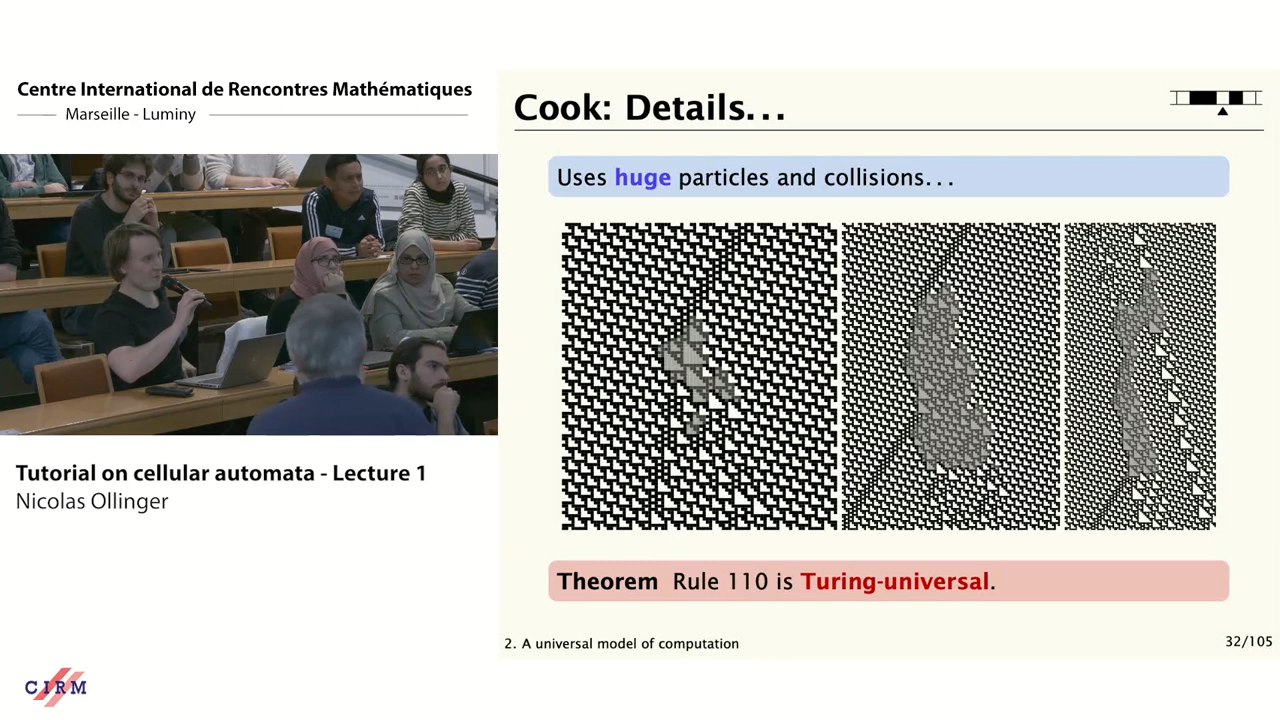 Centre International de Rencontres Mathématiques
Marseille - Luminy
Tutorial on cellular automata - Lecture 1
Nicolas Ollinger
CIRM
Cook: Details...
Uses huge particles and collisions...
Theorem Rule 110 is Turing-universal.
2. A universal model of computation
32/105